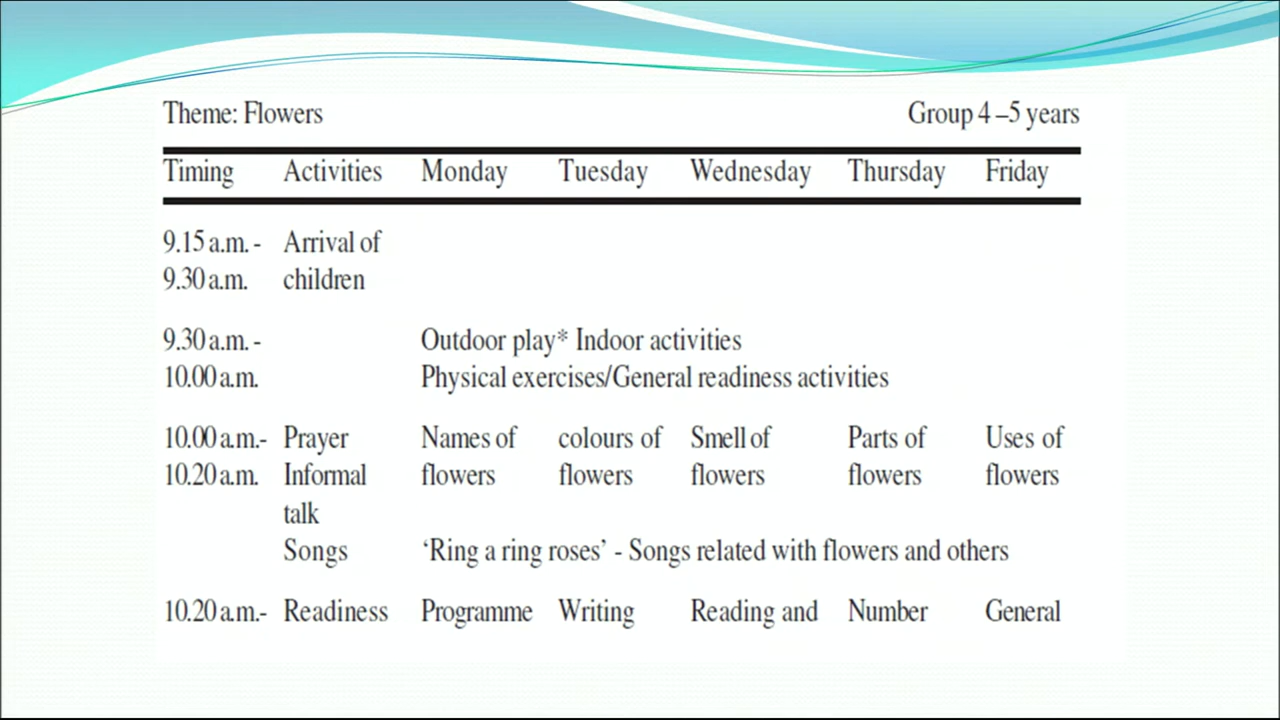 Theme: Flowers Group 4 –5 years
Timing Activities Monday Tuesday Wednesday Thursday Friday
9.15 a.m. - Arrival of
9.30 a.m. children
9.30 a.m. - Outdoor play* Indoor activities
10.00 a.m. Physical exercises/General readiness activities
10.00 a.m.- Prayer Names of colours of Smell of Parts of Uses of
10.20 a.m. Informal flowers flowers flowers flowers flowers
talk
Songs ‘Ring a ring roses’ - Songs related with flowers and others
10.20 a.m.- Readiness Programme Writing Reading and Number General